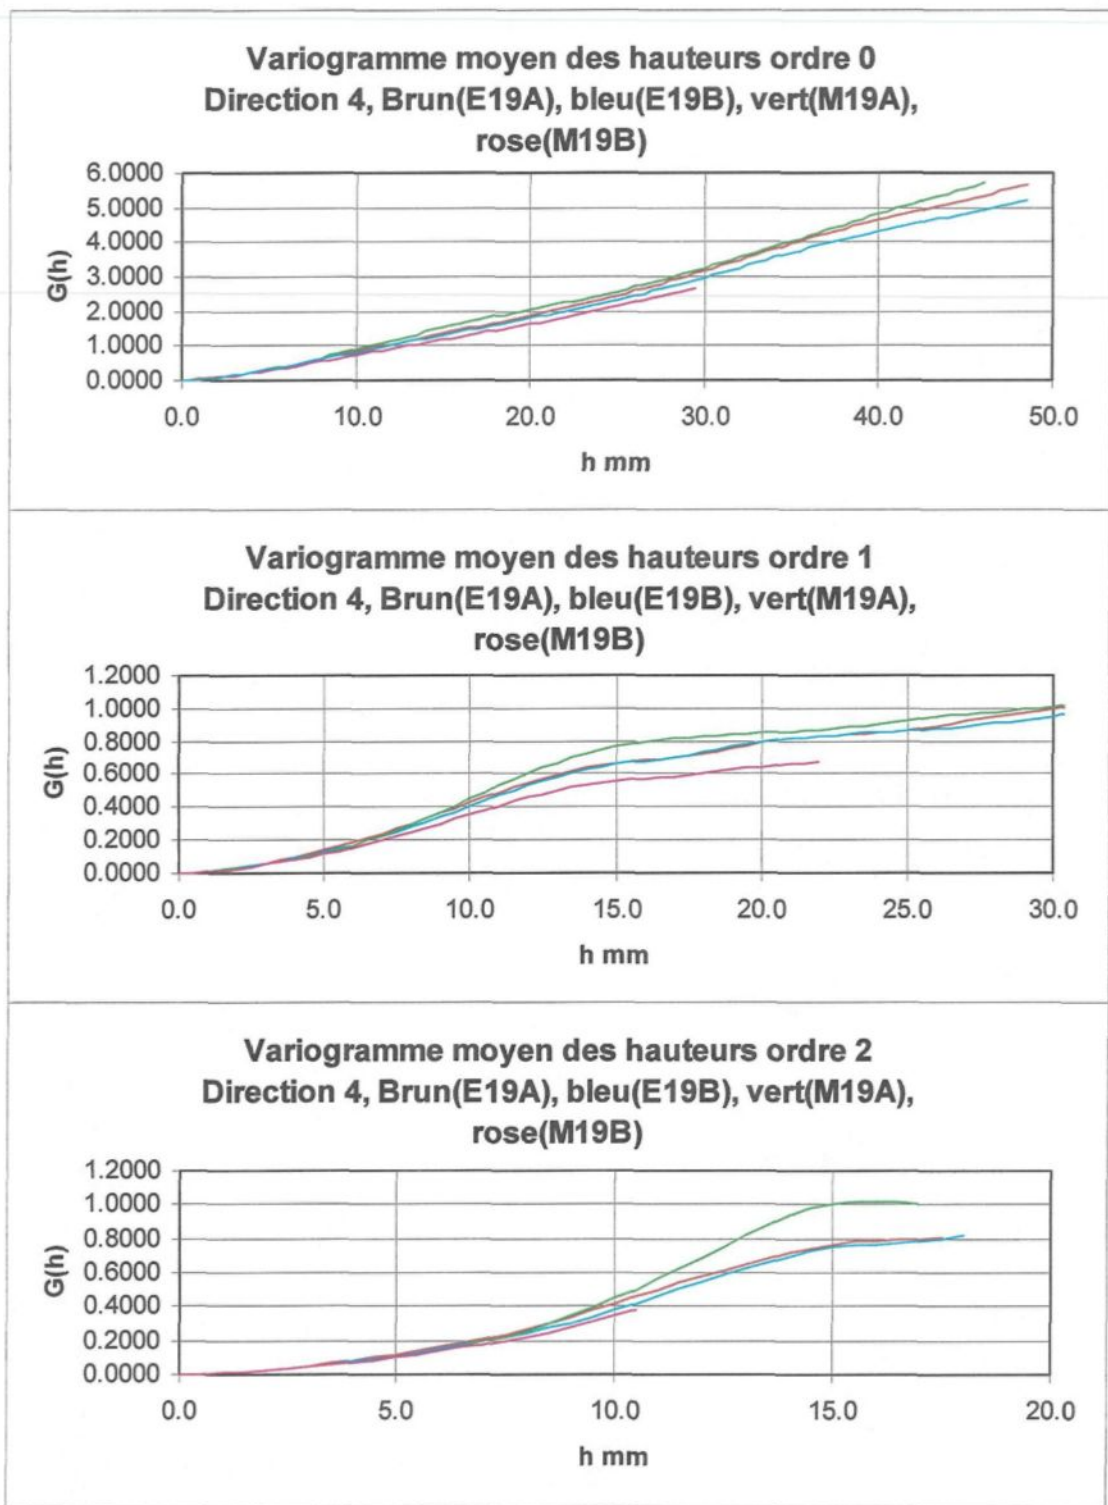 Variogramme moyen des hauteurs ordre 0
Direction 4, Brun(E19A), bleu(E19B), vert(M19A),
rose(M19B)
6.0000
5.0000
4.0000
3.0000
2.0000
1.0000
0.0000
G(h)
0.0 10.0 20.0 30.0 40.0 50.0
h mm
Variogramme moyen des hauteurs ordre 1
Direction 4, Brun(E19A), bleu(E19B), vert(M19A),
rose(M19B)
1.2000
1.0000
0.8000
0.6000
0.4000
0.2000
0.0000
G(h)
0.0 5.0 10.0 15.0 20.0 25.0 30.0
h mm
Variogramme moyen des hauteurs ordre 2
Direction 4, Brun(E19A), bleu(E19B), vert(M19A),
rose(M19B)
1.2000
1.0000
0.8000
0.6000
0.4000
0.2000
0.0000
G(h)
0.0 5.0 10.0 15.0 20.0
h mm